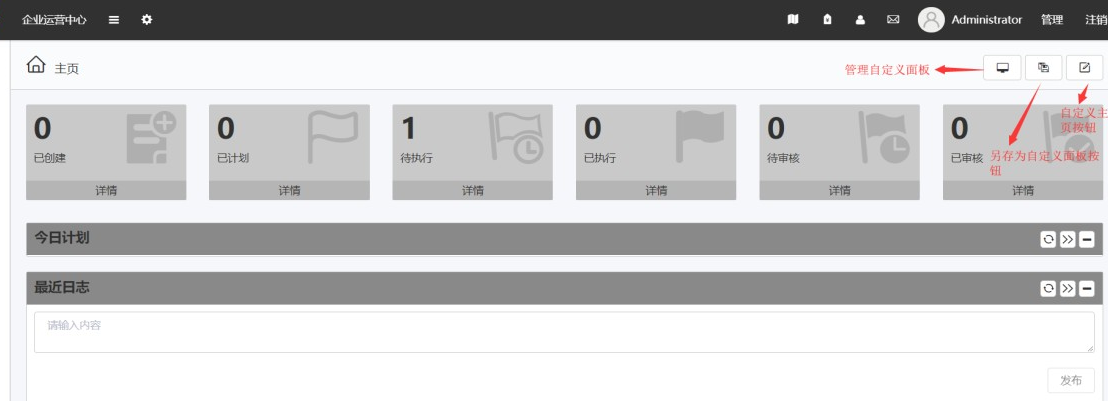 企业运营中心
Administrator
管理
注销
主页
管理自定义面板
自定义主
页按钮
另存为自定义面板按
钮
0
已创建
详情
0
已计划
详情
1
待执行
详情
0
已执行
详情
0
待审核
详情
0
已审核
详情
今日计划
最近日志
请输入内容
发布